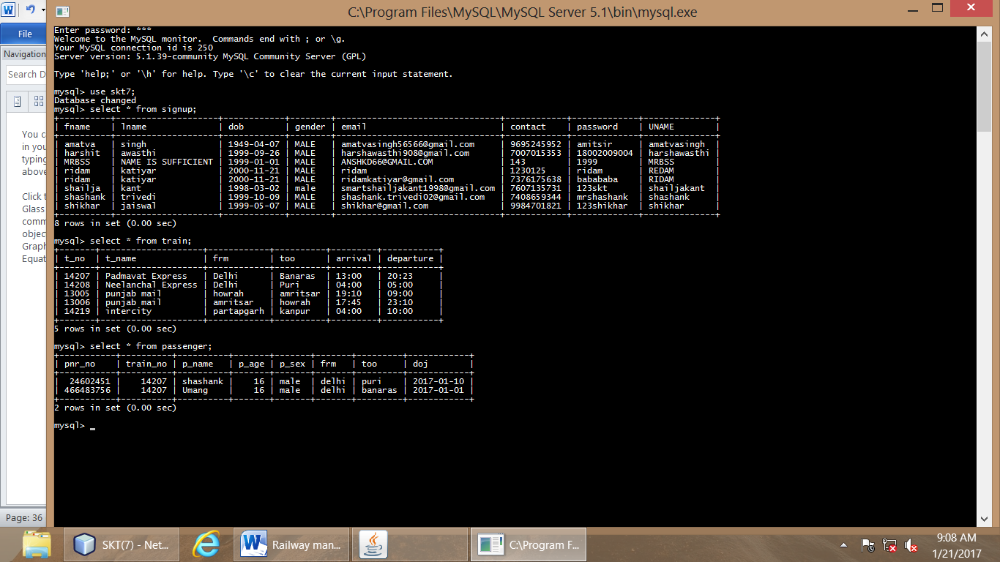 C:\Program Files\MySQL\MySQL Server 5.1\bin\mysql.exe
File
Navigation
Search D
You ca
in you
typing
above
Click t
Glass
comm
objec
Graph
Equat
Page: 36
Enter password: ***
Welcome to the MySQL monitor.  Commands end with ; or \g.
Your MySQL connection id is 250
Server version: 5.1.39-community MySQL Community Server (GPL)
Type 'help;' or '\h' for help. Type '\c' to clear the current input statement.
mysql> use skt7;
Database changed
mysql> select * from signup;
| fname | lname | dob | gender | email | contact | password | UNAME |
| amatva | singh | 1949-04-07 | MALE | amatvasingh56566@gmail.com | 9695245952 | amitsir | amatvasingh |
| harshit | awasthi | 1999-09-26 | MALE | harshawasthi908@gmail.com | 7007015353 | 18002009004 | harshawasthi |
| MRBSS | NAME IS SUFFICIENT | 1999-01-01 | MALE | ANSHKD66@GMAIL.COM | 143 | 1999 | MRBSS |
| ridam | katiyar | 2000-11-21 | MALE | ridam | 1230125 | ridam | REDAM |
| ridam | katiyar | 2000-11-21 | MALE | ridamkatiyar@gmail.com | 7376175638 | babababa | RIDAM |
| shailja | kant | 1998-03-02 | male | smartshailjakant1998@gmail.com | 7607135731 | 123skt | shailjakant |
| shashank | trivedi | 1999-10-09 | MALE | shashank.trivedi02@gmail.com | 7408659344 | mrshashank | shashank |
| shikhar | jaiswal | 1999-05-07 | MALE | shikhar@gmail.com | 9984701821 | 123shikhar | shikhar |
8 rows in set (0.00 sec)
mysql> select * from train;
| t_no | t_name | frm | too | arrival | departure |
| 14207 | Padmavat Express | Delhi | Banaras | 13:00 | 20:23 |
| 14208 | Neelanchal Express | Delhi | Puri | 04:00 | 05:00 |
| 13005 | punjab mail | howrah | amritsar | 19:10 | 09:00 |
| 13006 | punjab mail | amritsar | howrah | 17:45 | 23:10 |
| 14219 | intercity | partapgarh | kanpur | 04:00 | 10:00 |
5 rows in set (0.00 sec)
mysql> select * from passenger;
| pnr_no | train_no | p_name | p_age | p_sex | frm | too | doj |
| 24602451 | 14207 | shashank | 16 | male | delhi | puri | 2017-01-10 |
| 466483756 | 14207 | Umang | 16 | male | delhi | banaras | 2017-01-01 |
2 rows in set (0.00 sec)
mysql> _
SKT(7) - Net...
Railway man...
C:\Program F...
9:08 AM
1/21/2017